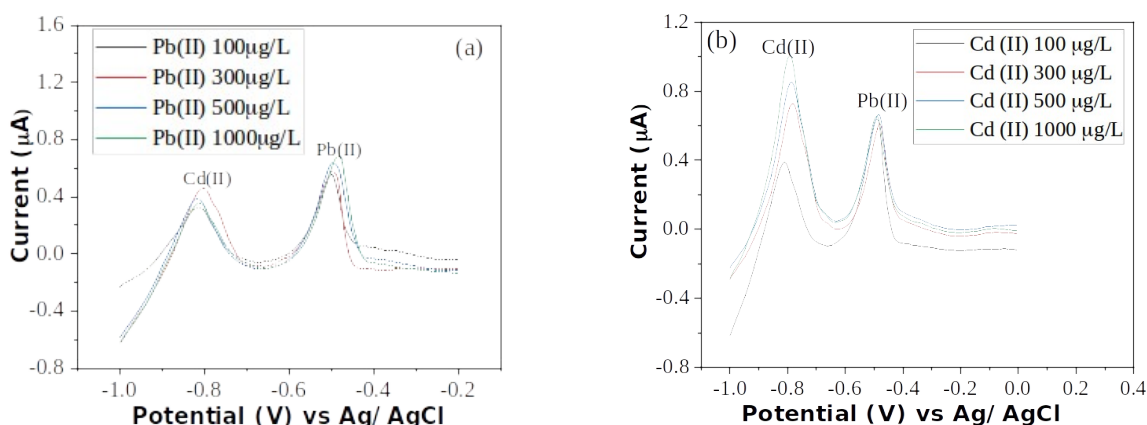 (a)
Pb(II) 100μg/L
Pb(II) 300μg/L
Pb(II) 500μg/L
Pb(II) 1000μg/L
Cd(II)
Pb(II)
1.6
1.2
0.8
0.4
0.0
-0.4
-0.8
Current (μA)
-1.0 -0.8 -0.6 -0.4 -0.2
Potential (V) vs Ag/ AgCl
(b)
Cd (II) 100 μg/L
Cd (II) 300 μg/L
Cd (II) 500 μg/L
Cd (II) 1000 μg/L
Cd(II)
Pb(II)
1.2
0.8
0.4
0.0
-0.4
-0.8
Current (μA)
-1.0 -0.8 -0.6 -0.4 -0.2 0.0 0.2 0.4
Potential (V) vs Ag/ AgCl